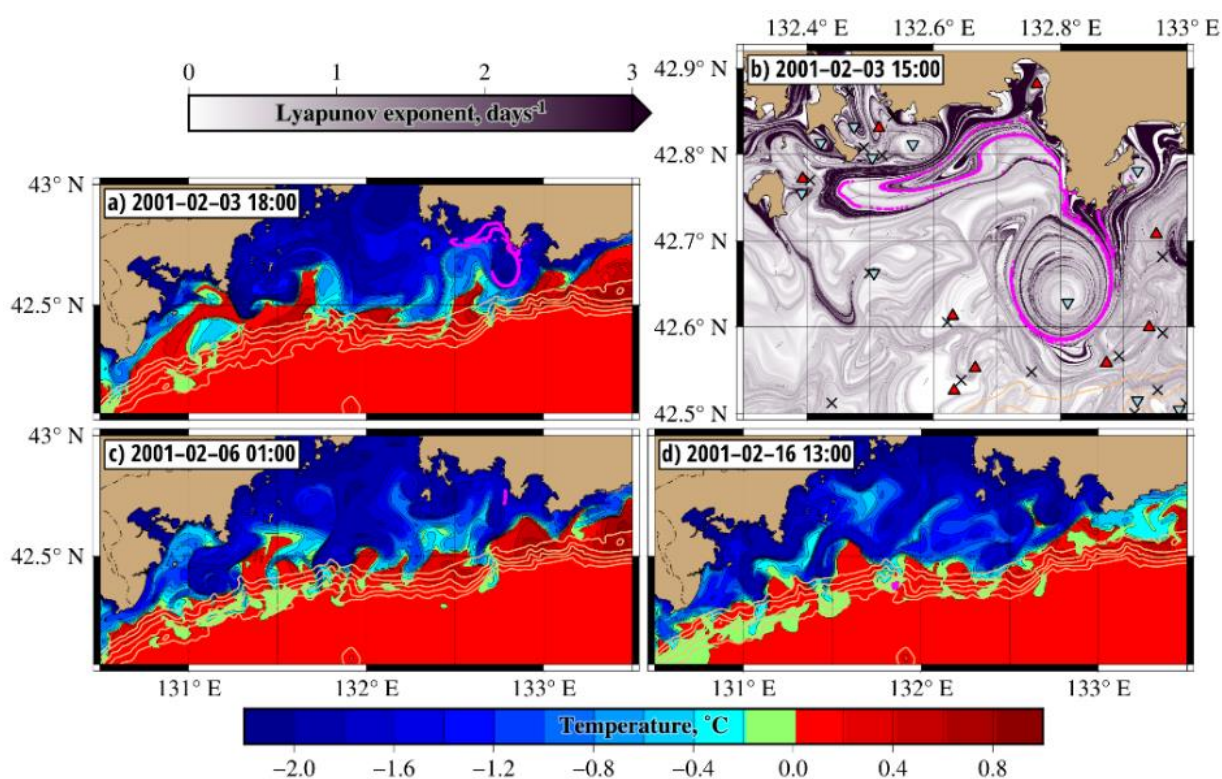 132.4° E 132.6° E 132.8° E 133° E
0 1 2 3
Lyapunov exponent, days-1
b) 2001–02–03 15:00
42.9° N
42.8° N
42.7° N
42.6° N
42.5° N
43° N
a) 2001–02–03 18:00
42.5° N
43° N
c) 2001–02–06 01:00
42.5° N
d) 2001–02–16 13:00
131° E 132° E 133° E 131° E 132° E 133° E
Temperature, °C
−2.0 −1.6 −1.2 −0.8 −0.4 0.0 0.4 0.8